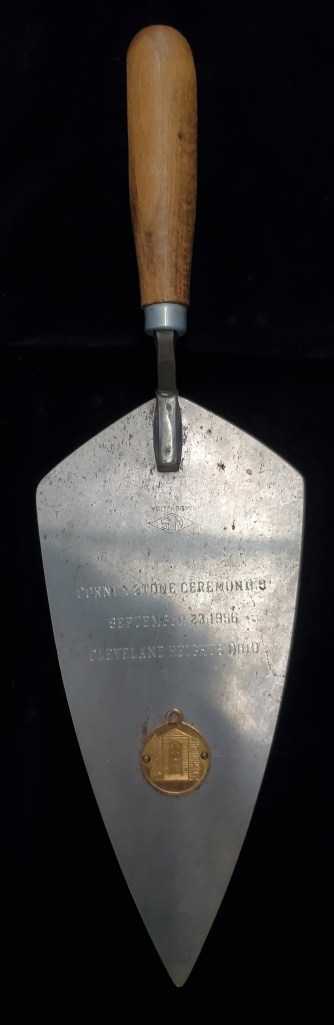 CORNER STONE CEREMONIES
SEPTEMBER 23 1956
CLEVELAND HEIGHTS OHIO